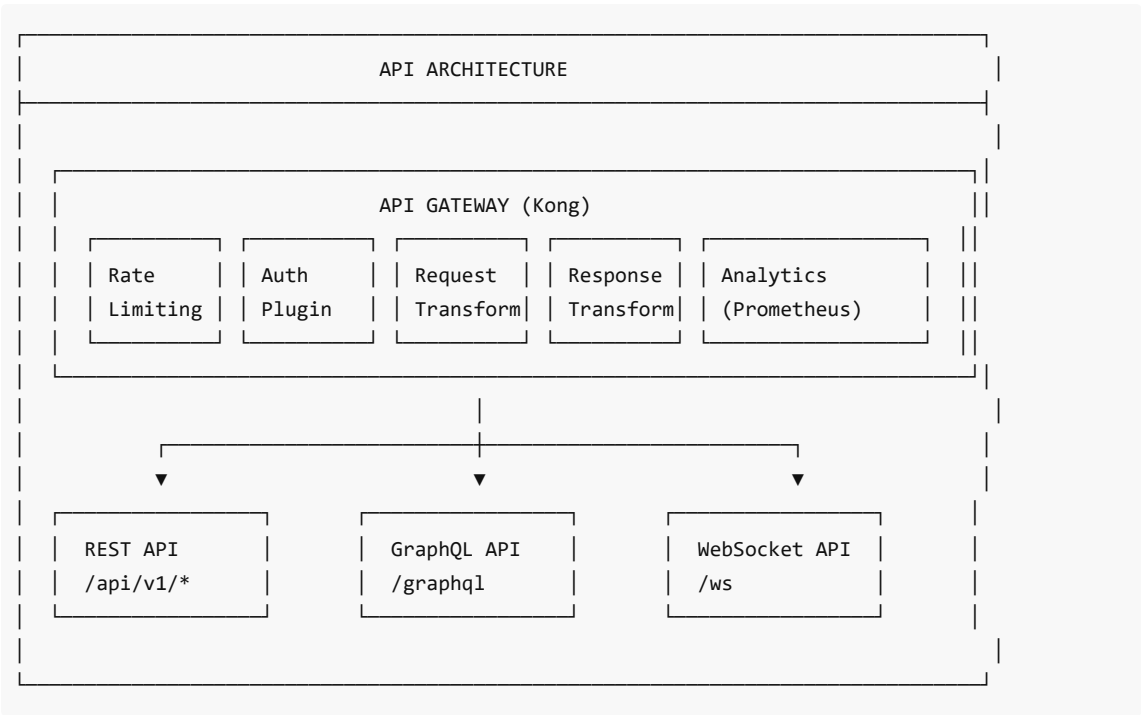 API ARCHITECTURE
API GATEWAY (Kong)
Rate Auth Request Response Analytics
Limiting Plugin Transform Transform (Prometheus)
REST API GraphQL API WebSocket API
/api/v1/* /graphql /ws